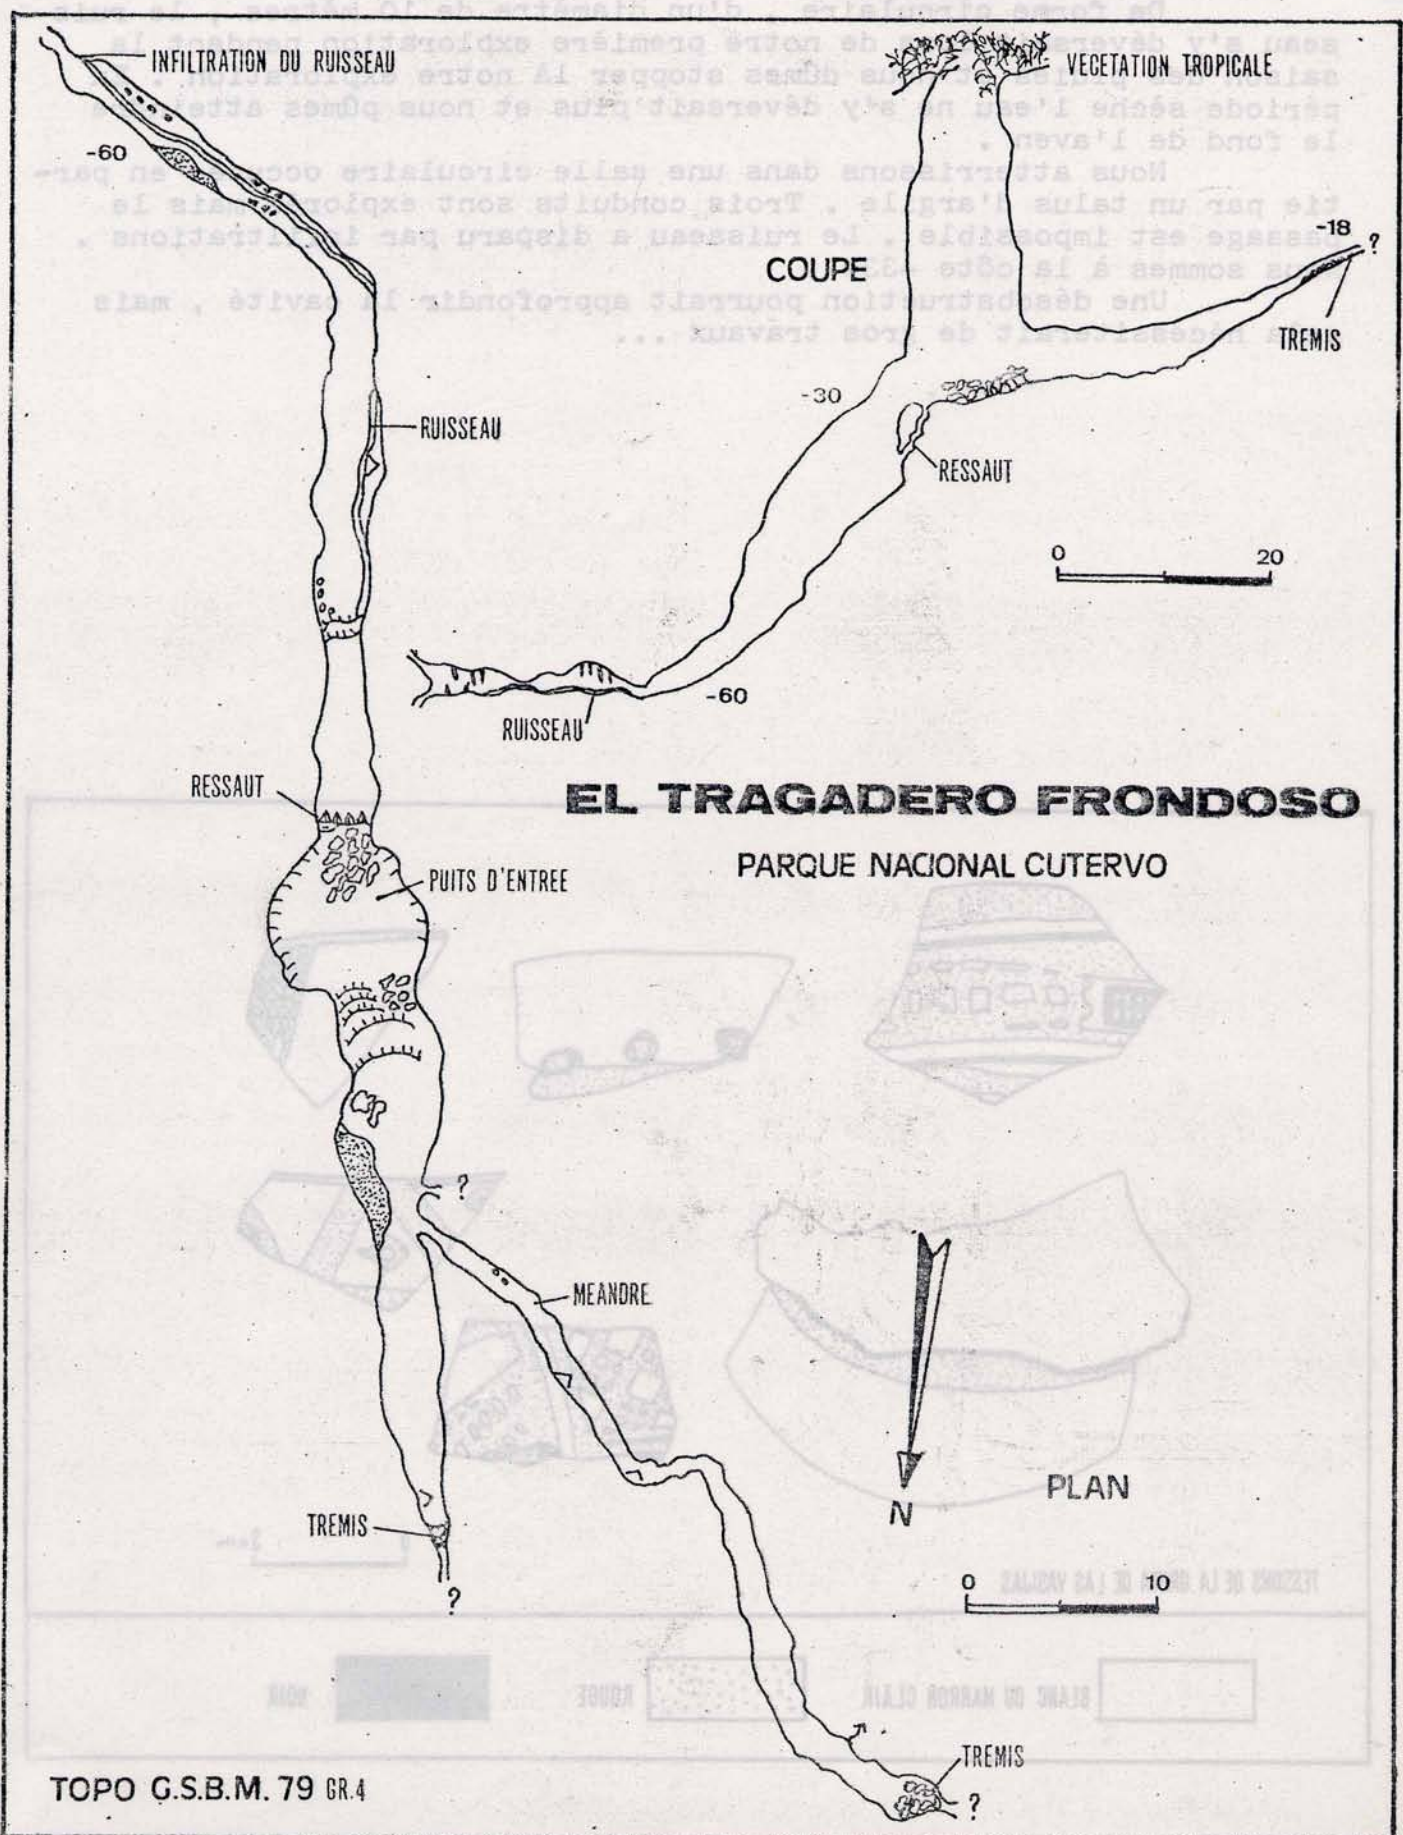 INFILTRATION DU RUISSEAU
VEGETATION TROPICALE
-60
-18
?
COUPE
TREMIS
-30
RUISSEAU
RESSAUT
0 20
-60
RUISSEAU
RESSAUT
EL TRAGADERO FRONDOSO
PARQUE NACIONAL CUTERVO
PUITS D'ENTREE
?
MEANDRE
PLAN
N
TREMIS
?
0 10
TREMIS
?
TOPO G.S.B.M. 79 GR.4